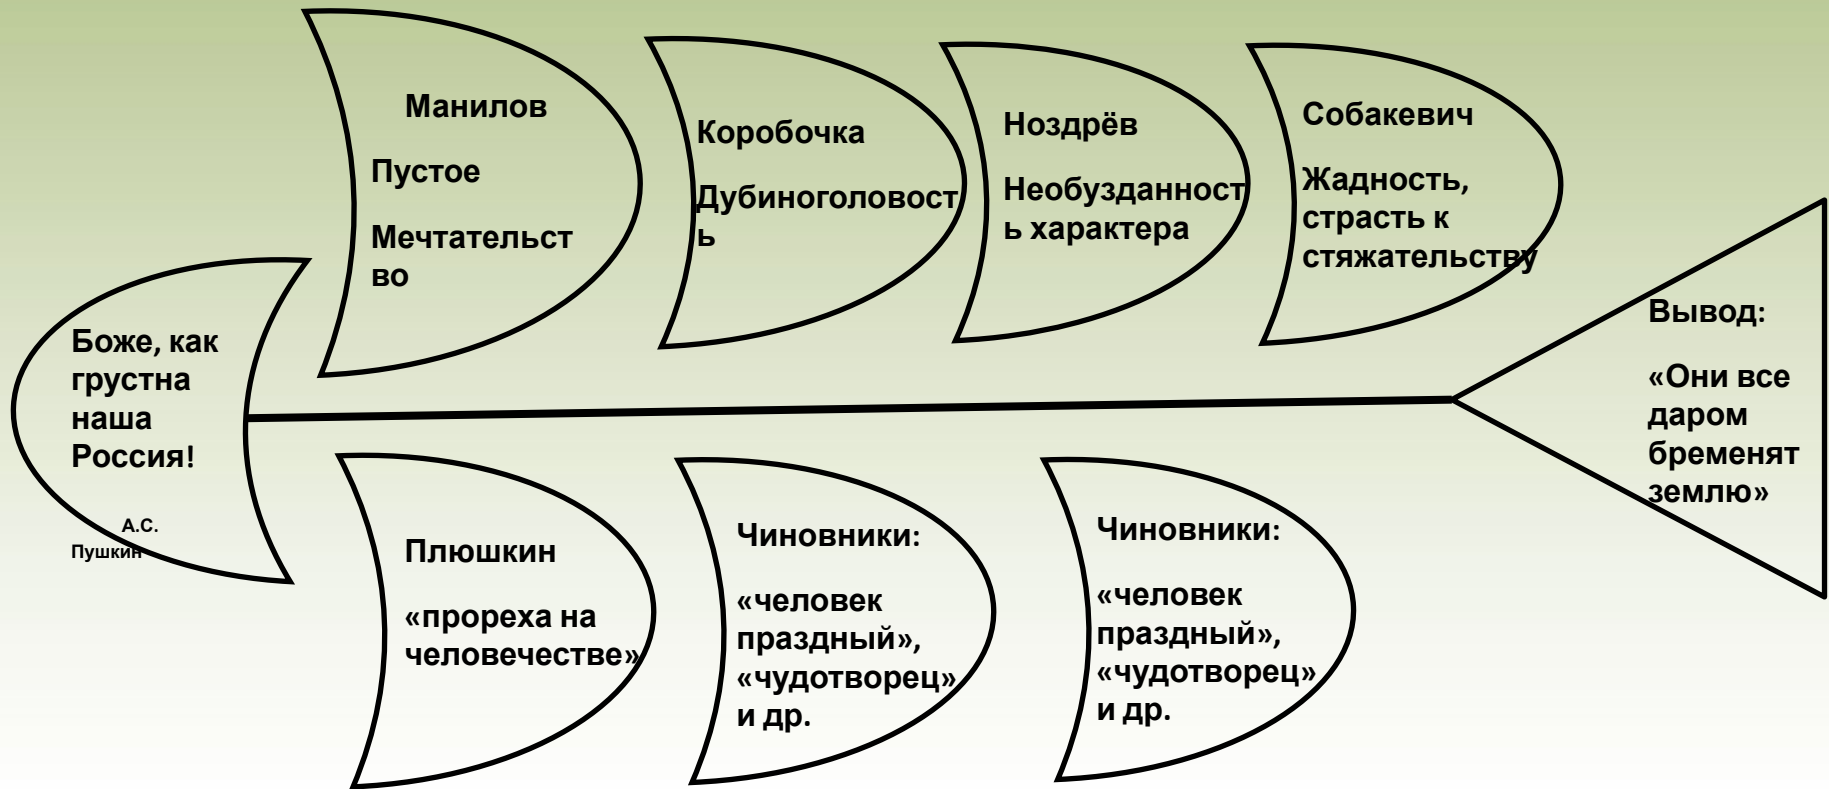 Манилов
Пустое
Мечтательст
во
Коробочка
Дубиноголовост
ь
Ноздрёв
Необузданност
ь характера
Собакевич
Жадность,
страсть к
стяжательству
Боже, как
грустна
наша
Россия!
А.С.
Пушкин
Вывод:
«Они все
даром
бременят
землю»
Плюшкин
«прореха на
человечестве»
Чиновники:
«человек
праздный»,
«чудотворец»
и др.
Чиновники:
«человек
праздный»,
«чудотворец»
и др.